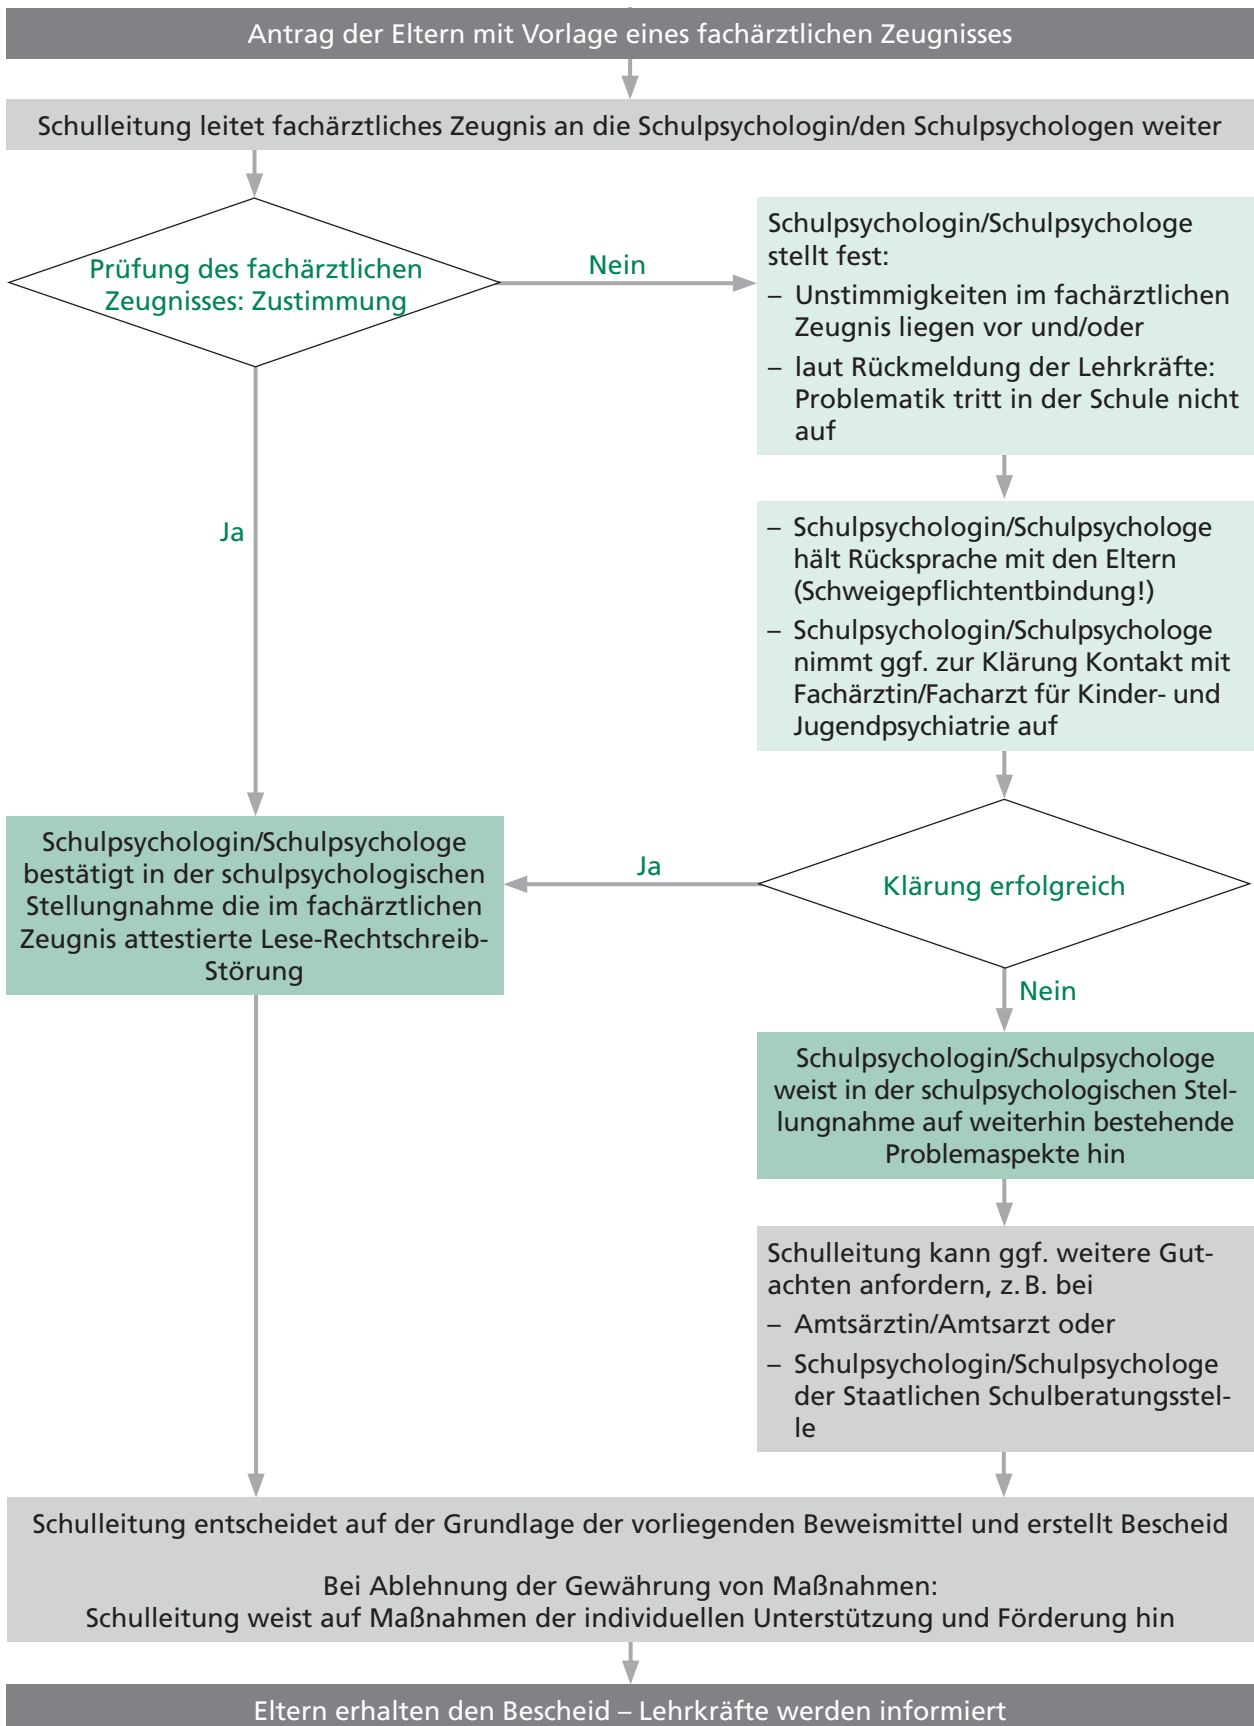 Antrag der Eltern mit Vorlage eines fachärztlichen Zeugnisses
Schulleitung leitet fachärztliches Zeugnis an die Schulpsychologin/den Schulpsychologen weiter
Prüfung des fachärztlichen
Zeugnisses: Zustimmung
Nein
Schulpsychologin/Schulpsychologe
stellt fest:
– Unstimmigkeiten im fachärztlichen
Zeugnis liegen vor und/oder
– laut Rückmeldung der Lehrkräfte:
Problematik tritt in der Schule nicht
auf
Ja
– Schulpsychologin/Schulpsychologe
hält Rücksprache mit den Eltern
(Schweigepflichtentbindung!)
– Schulpsychologin/Schulpsychologe
nimmt ggf. zur Klärung Kontakt mit
Fachärztin/Facharzt für Kinder- und
Jugendpsychiatrie auf
Schulpsychologin/Schulpsychologe
bestätigt in der schulpsychologischen
Stellungnahme die im fachärztlichen
Zeugnis attestierte Lese-Rechtschreib-
Störung
Ja
Klärung erfolgreich
Nein
Schulpsychologin/Schulpsychologe
weist in der schulpsychologischen Stel-
lungnahme auf weiterhin bestehende
Problemaspekte hin
Schulleitung kann ggf. weitere Gut-
achten anfordern, z. B. bei
– Amtsärztin/Amtsarzt oder
– Schulpsychologin/Schulpsychologe
der Staatlichen Schulberatungsstel-
le
Schulleitung entscheidet auf der Grundlage der vorliegenden Beweismittel und erstellt Bescheid
Bei Ablehnung der Gewährung von Maßnahmen:
Schulleitung weist auf Maßnahmen der individuellen Unterstützung und Förderung hin
Eltern erhalten den Bescheid – Lehrkräfte werden informiert